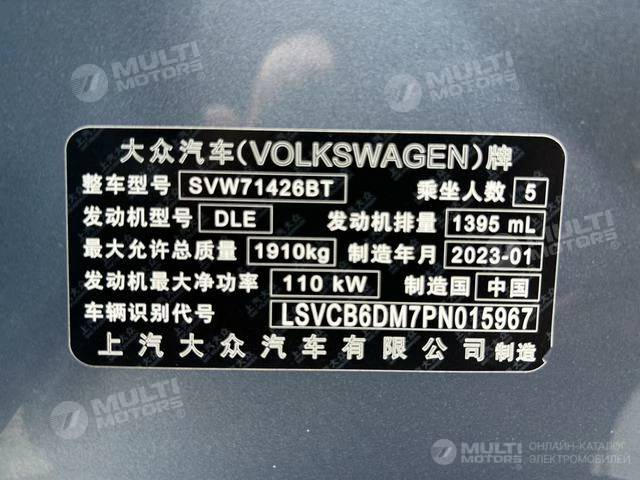 MULTI MOTORS®
MULTI MOTORS®
大众汽车(VOLKSWAGEN)牌
整车型号 SVW71426BT 乘坐人数 5
发动机型号 DLE 发动机排量 1395 mL
最大允许总质量 1910kg 制造年月 2023-01
发动机最大净功率 110 kW 制造国 中国
车辆识别代号 LSVCB6DM7PN015967
上汽大众汽车有限公司 制造
MULTI MOTORS®
MULTI MOTORS®
MULTI MOTORS®
ОНЛАЙН-КАТАЛОГ
ЭЛЕКТРОМОБИЛЕЙ